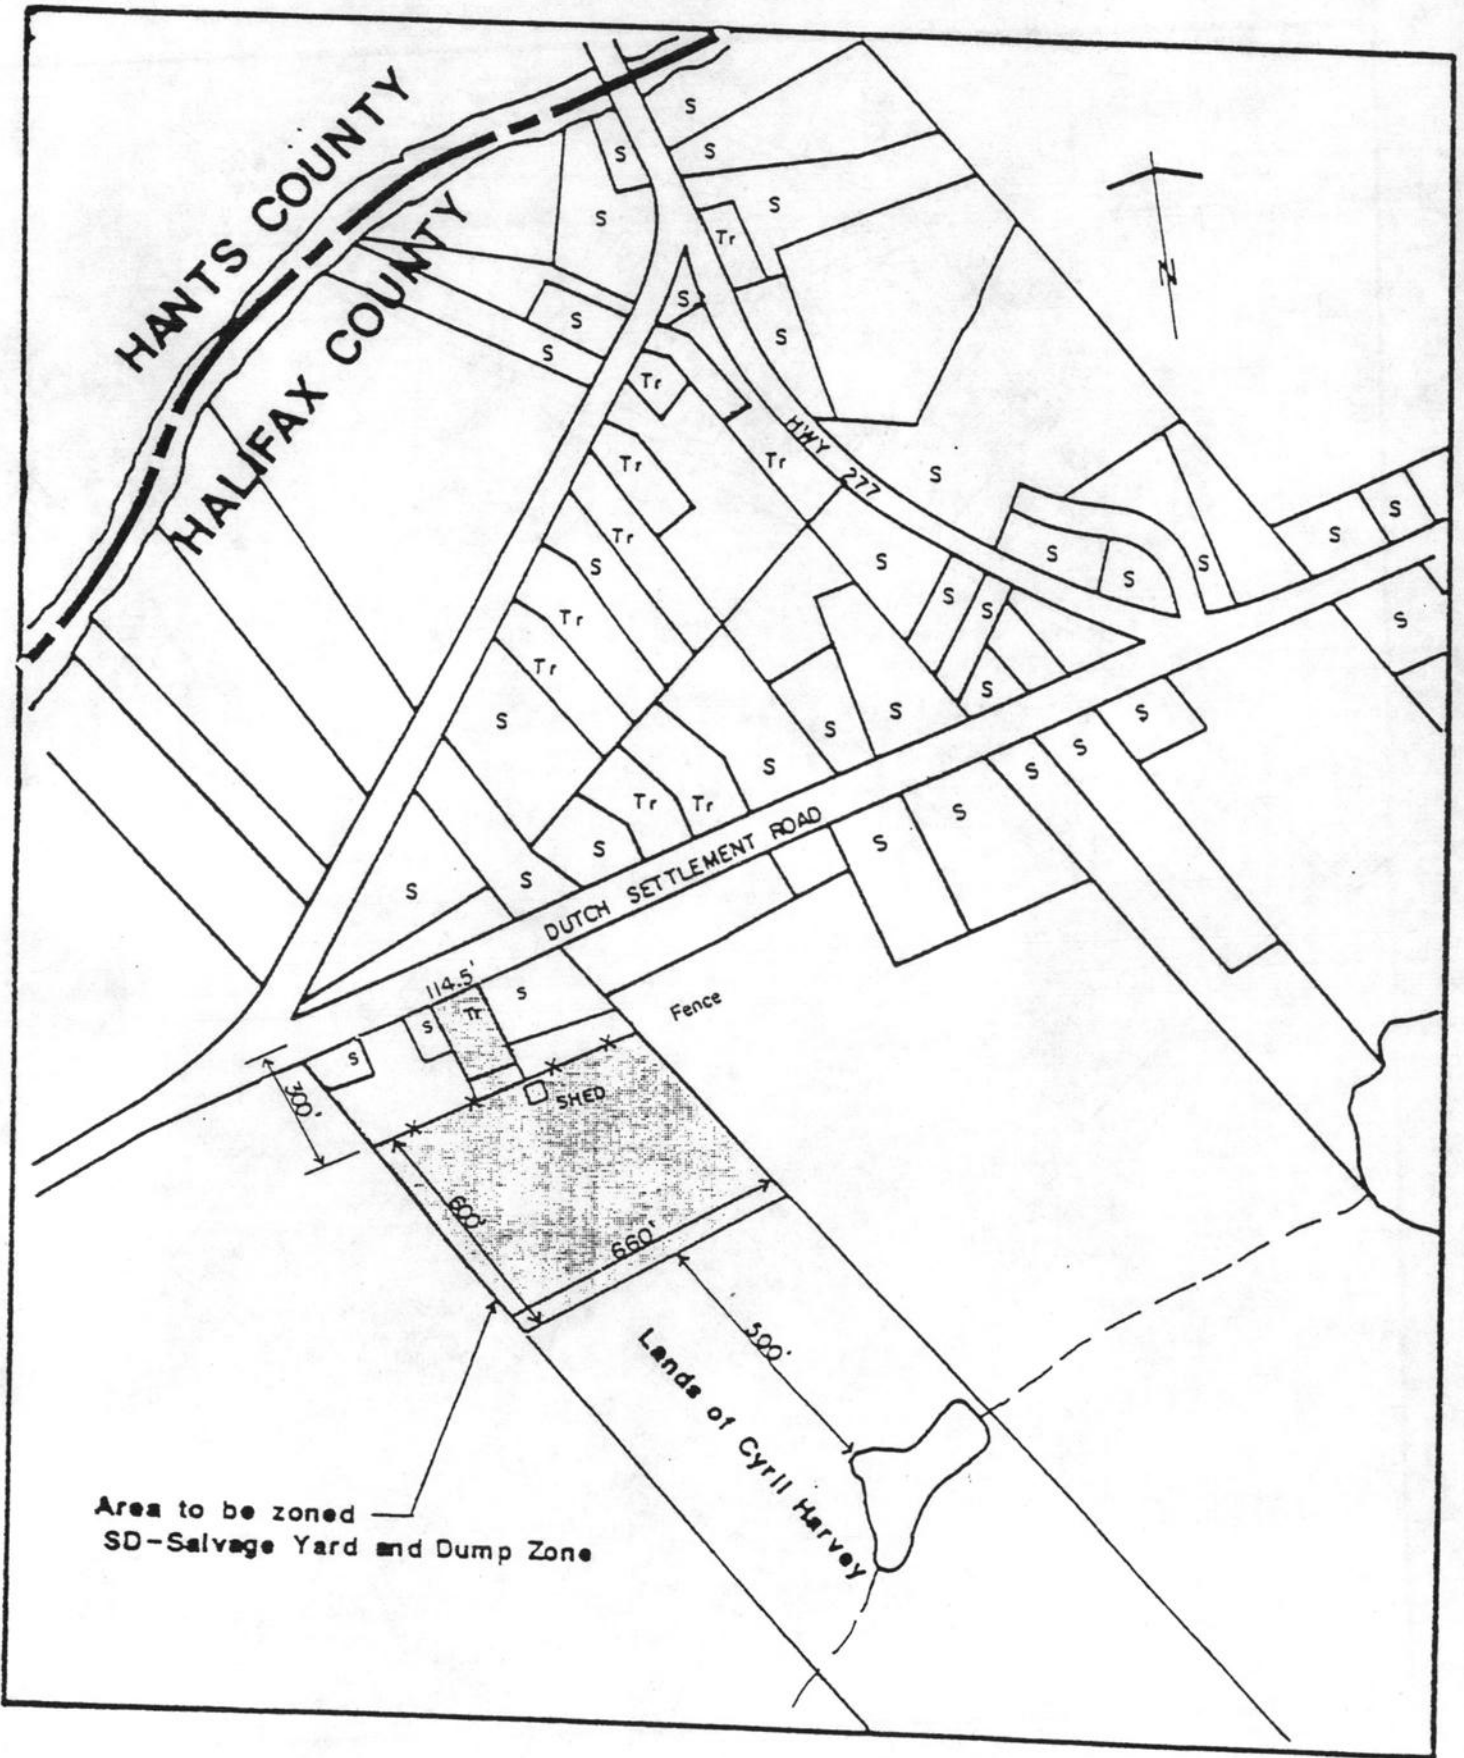 S
S
S
S
S
Tr
N
S
S
S
S
Tr
HANTS COUNTY
HALIFAX COUNTY
HWY 277
Tr
Tr
S
S
S
Tr
S
S
S
S
S
S
S
Tr
S
Tr
S
S
S
S
S
S
S
S
S
Tr
Tr
S
S
S
S
S
S
DUTCH SETTLEMENT ROAD
114.5'
S
Tr
S
S
Fence
300'
SHED
600'
660'
500'
Lands of Cyril Harvey
Area to be zoned
SD-Salvage Yard and Dump Zone